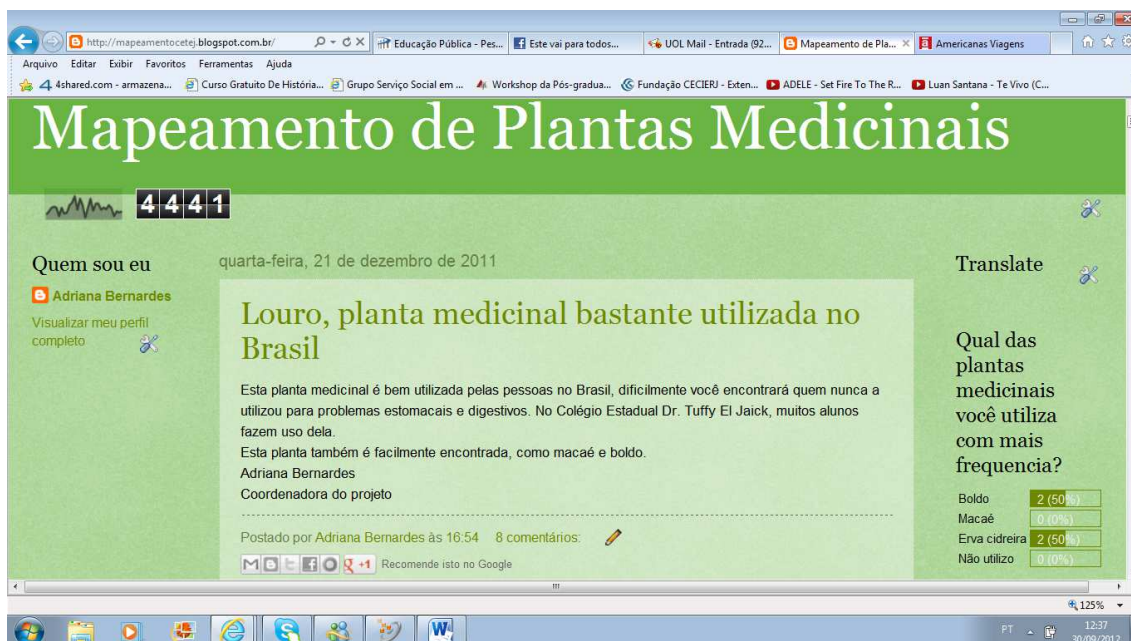 http://mapeamentocetej.blogspot.com.br/
Educação Pública - Pes...
Este vai para todos...
UOL Mail - Entrada (92...
Mapeamento de Pla...
Americanas Viagens
Arquivo Editar Exibir Favoritos Ferramentas Ajuda
4shared.com - armazena... Curso Gratuito De História... Grupo Serviço Social em ... Workshop da Pós-gradua... Fundação CECIERJ - Exten... ADELE - Set Fire To The R... Luan Santana - Te Vivo (C...
Mapeamento de Plantas Medicinais
4441
Quem sou eu
Adriana Bernardes
Visualizar meu perfil
completo
quarta-feira, 21 de dezembro de 2011
Louro, planta medicinal bastante utilizada no
Brasil
Esta planta medicinal é bem utilizada pelas pessoas no Brasil, dificilmente você encontrará quem nunca a
utilizou para problemas estomacais e digestivos. No Colégio Estadual Dr. Tuffy El Jaick, muitos alunos
fazem uso dela.
Esta planta também é facilmente encontrada, como macaé e boldo.
Adriana Bernardes
Coordenadora do projeto
Postado por Adriana Bernardes às 16:54 8 comentários:
+1 Recomende isto no Google
Translate
Qual das
plantas
medicinais
você utiliza
com mais
frequencia?
Boldo 2 (50%)
Macaé 0 (0%)
Erva cidreira 2 (50%)
Não utilizo 0 (0%)
125%
PT
12:37
30/09/2012